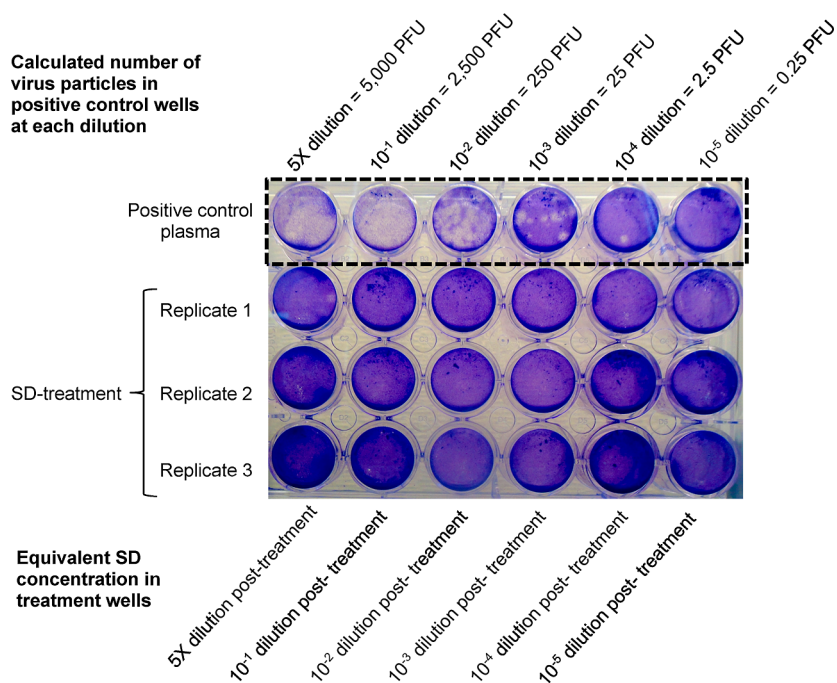 Calculated number of
virus particles in
positive control wells
at each dilution
5X dilution = 5,000 PFU
10-1 dilution = 2,500 PFU
10-2 dilution = 250 PFU
10-3 dilution = 25 PFU
10-4 dilution = 2.5 PFU
10-5 dilution = 0.25 PFU
Positive control
plasma
Replicate 1
SD-treatment
Replicate 2
Replicate 3
Equivalent SD
concentration in
treatment wells
5X dilution post-treatment
10-1 dilution post- treatment
10-2 dilution post- treatment
10-3 dilution post- treatment
10-4 dilution post- treatment
10-5 dilution post- treatment